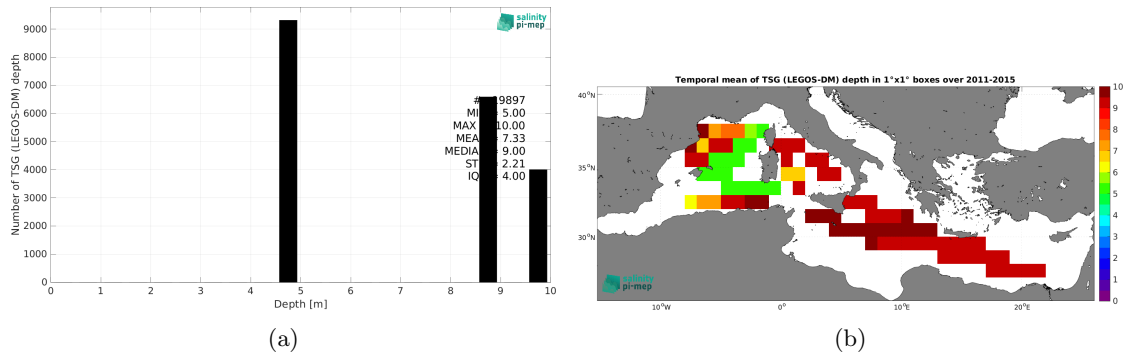 9000
8000
7000
6000
5000
4000
3000
2000
1000
0
Number of TSG (LEGOS-DM) depth
salinity
pi-mep
# 19897
MI 5.00
MAX 10.00
MEA = 7.33
MEDIA = 9.00
ST = 2.21
IQ = 4.00
0 1 2 3 4 5 6 7 8 9 10
Depth [m]
(a)
Temporal mean of TSG (LEGOS-DM) depth in 1°x1° boxes over 2011-2015
40°N
35°N
30°N
10°W 0° 10°E 20°E
salinity
pi-mep
10
9
8
7
6
5
4
3
2
1
0
(b)